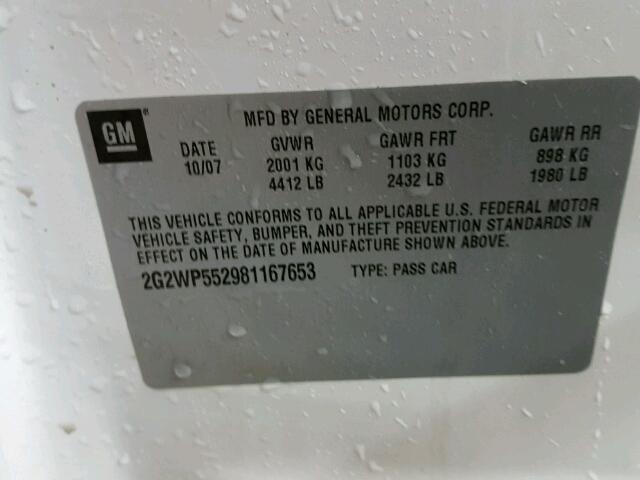 GM
MFD BY GENERAL MOTORS CORP.
DATE GVWR GAWR FRT GAWR RR
10/07 2001 KG 1103 KG 898 KG
4412 LB 2432 LB 1980 LB
THIS VEHICLE CONFORMS TO ALL APPLICABLE U.S. FEDERAL MOTOR
VEHICLE SAFETY, BUMPER, AND THEFT PREVENTION STANDARDS IN
EFFECT ON THE DATE OF MANUFACTURE SHOWN ABOVE.
2G2WP552981167653 TYPE: PASS CAR